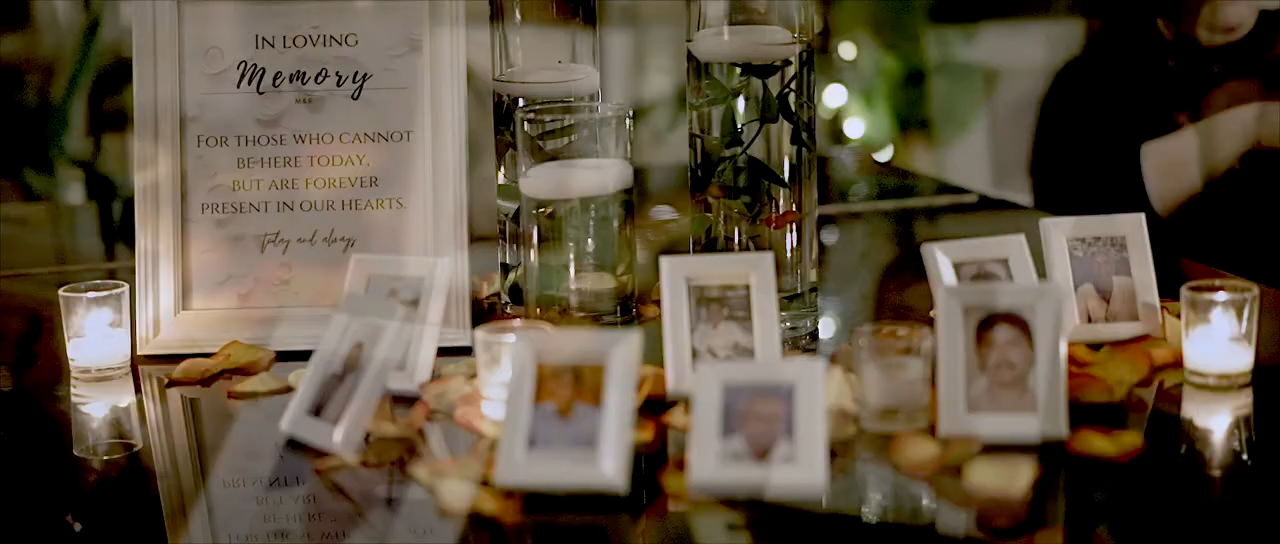 IN LOVING
Memory
M&R
FOR THOSE WHO CANNOT
BE HERE TODAY,
BUT ARE FOREVER
PRESENT IN OUR HEARTS.
today and always